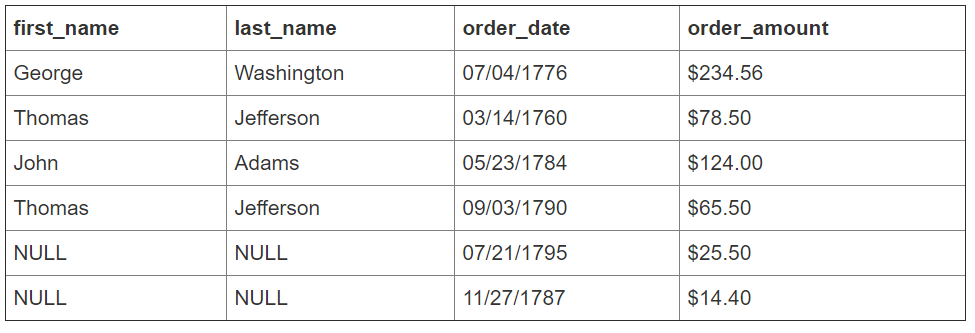 first_name last_name order_date order_amount
George Washington 07/04/1776 $234.56
Thomas Jefferson 03/14/1760 $78.50
John Adams 05/23/1784 $124.00
Thomas Jefferson 09/03/1790 $65.50
NULL NULL 07/21/1795 $25.50
NULL NULL 11/27/1787 $14.40